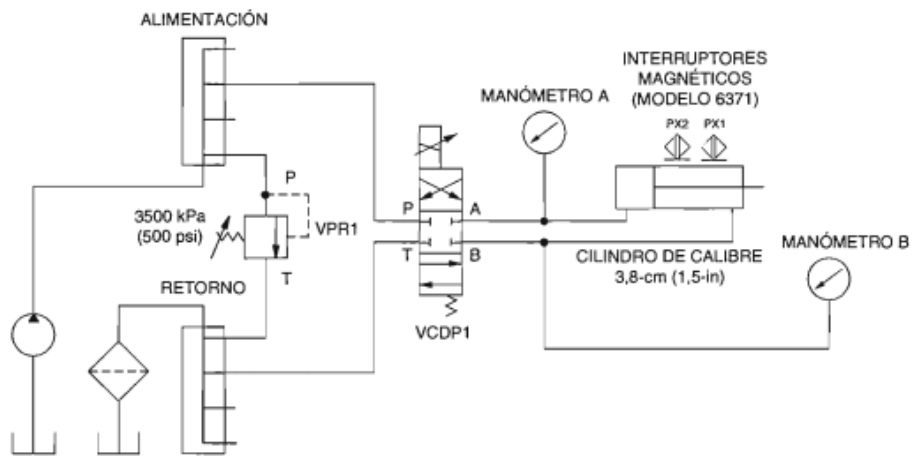 ALIMENTACIÓN
INTERRUPTORES
MAGNÉTICOS
(MODELO 6371)
MANÓMETRO A
PX2 PX1
P
3500 kPa
(500 psi)
VPR1
T
P A
T B
MANÓMETRO B
CILINDRO DE CALIBRE
3,8-cm (1,5-in)
RETORNO
VCDP1